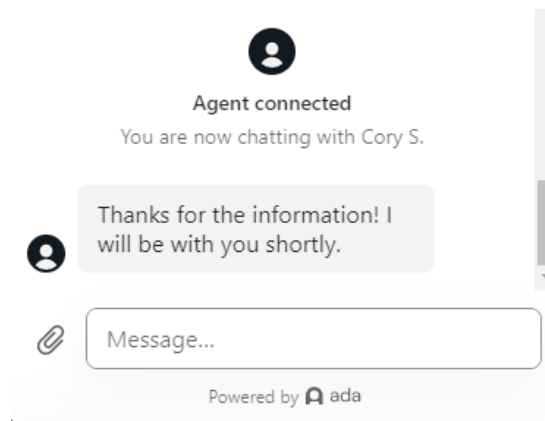 Agent connected
You are now chatting with Cory S.
Thanks for the information! I
will be with you shortly.
Message...
Powered by ada